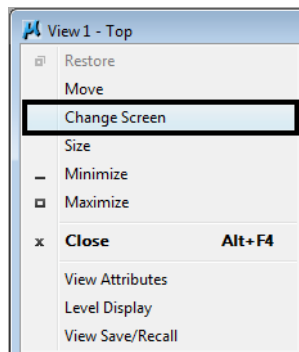 View 1 - Top
Restore
Move
Change Screen
Size
Minimize
Maximize
Close Alt+F4
View Attributes
Level Display
View Save/Recall